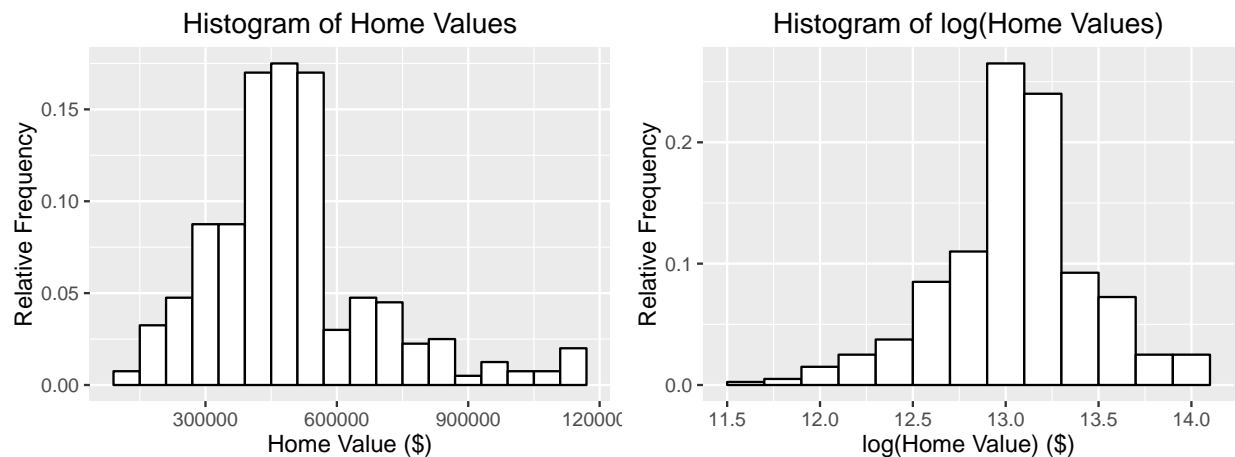 Histogram of Home Values
Relative Frequency
0.15
0.10
0.05
0.00
300000 600000 900000 120000
Home Value ($)
Histogram of log(Home Values)
Relative Frequency
0.2
0.1
0.0
11.5 12.0 12.5 13.0 13.5 14.0
log(Home Value) ($)